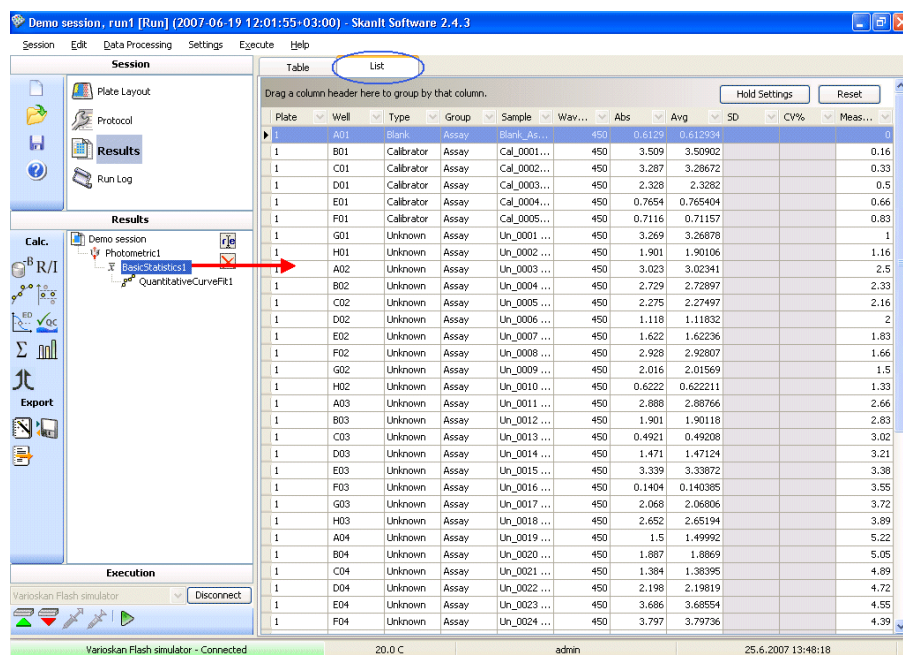 Demo session, run1 [Run] (2007-06-19 12:01:55+03:00) - SkanIt Software 2.4.3
Session Edit Data Processing Settings Execute Help
Session
Plate Layout
Protocol
Results
Run Log
Results
Calc.
-B R/I
ED QC
Σ
Export
Demo session
Photometric1
x BasicStatistics1
QuantitativeCurveFit1
r e
Execution
Varioskan Flash simulator Disconnect
Table List
Drag a column header here to group by that column. Hold Settings Reset
Plate Well Type Group Sample Wav... Abs Avg SD CV% Meas...
1 A01 Blank Assay Blank_As... 450 0.6129 0.612934 0
1 B01 Calibrator Assay Cal_0001... 450 3.509 3.50902 0.16
1 C01 Calibrator Assay Cal_0002... 450 3.287 3.28672 0.33
1 D01 Calibrator Assay Cal_0003... 450 2.328 2.3282 0.5
1 E01 Calibrator Assay Cal_0004... 450 0.7654 0.765404 0.66
1 F01 Calibrator Assay Cal_0005... 450 0.7116 0.71157 0.83
1 G01 Unknown Assay Un_0001 ... 450 3.269 3.26878 1
1 H01 Unknown Assay Un_0002 ... 450 1.901 1.90106 1.16
1 A02 Unknown Assay Un_0003 ... 450 3.023 3.02341 2.5
1 B02 Unknown Assay Un_0004 ... 450 2.729 2.72897 2.33
1 C02 Unknown Assay Un_0005 ... 450 2.275 2.27497 2.16
1 D02 Unknown Assay Un_0006 ... 450 1.118 1.11832 2
1 E02 Unknown Assay Un_0007 ... 450 1.622 1.62236 1.83
1 F02 Unknown Assay Un_0008 ... 450 2.928 2.92807 1.66
1 G02 Unknown Assay Un_0009 ... 450 2.016 2.01569 1.5
1 H02 Unknown Assay Un_0010 ... 450 0.6222 0.622211 1.33
1 A03 Unknown Assay Un_0011 ... 450 2.888 2.88766 2.66
1 B03 Unknown Assay Un_0012 ... 450 1.901 1.90118 2.83
1 C03 Unknown Assay Un_0013 ... 450 0.4921 0.49208 3.02
1 D03 Unknown Assay Un_0014 ... 450 1.471 1.47124 3.21
1 E03 Unknown Assay Un_0015 ... 450 3.339 3.33872 3.38
1 F03 Unknown Assay Un_0016 ... 450 0.1404 0.140385 3.55
1 G03 Unknown Assay Un_0017 ... 450 2.068 2.06806 3.72
1 H03 Unknown Assay Un_0018 ... 450 2.652 2.65194 3.89
1 A04 Unknown Assay Un_0019 ... 450 1.5 1.49992 5.22
1 B04 Unknown Assay Un_0020 ... 450 1.887 1.8869 5.05
1 C04 Unknown Assay Un_0021 ... 450 1.384 1.38395 4.89
1 D04 Unknown Assay Un_0022 ... 450 2.198 2.19819 4.72
1 E04 Unknown Assay Un_0023 ... 450 3.686 3.68554 4.55
1 F04 Unknown Assay Un_0024 ... 450 3.797 3.79736 4.39
Varioskan Flash simulator - Connected 20.0 C admin 25.6.2007 13:48:18